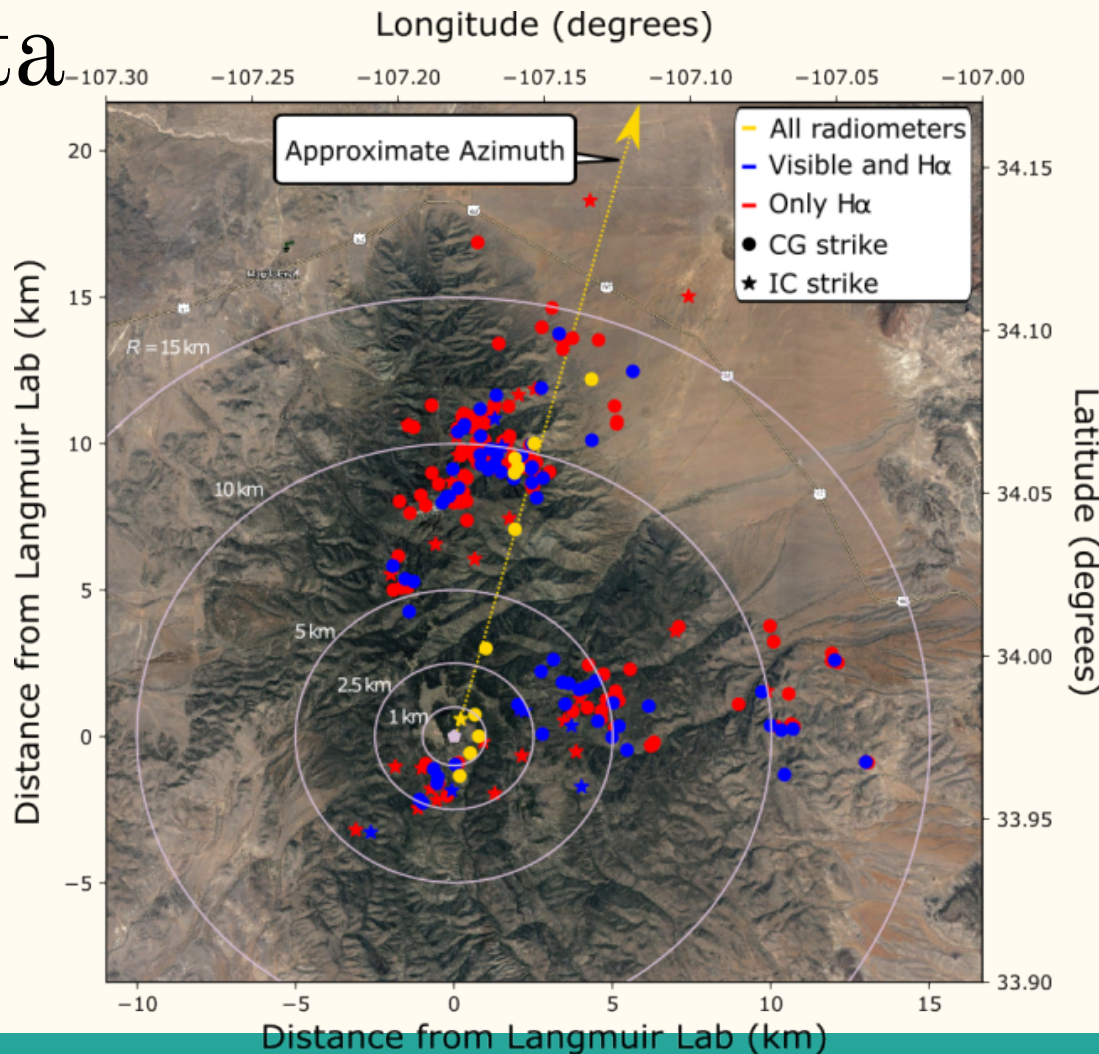 ta
Longitude (degrees)
−107.30 −107.25 −107.20 −107.15 −107.10 −107.05 −107.00
Approximate Azimuth
All radiometers
Visible and Hα
Only Hα
CG strike
IC strike
Distance from Langmuir Lab (km)
20
15
10
5
0
−5
R = 15 km
10 km
5 km
2.5 km
1 km
34.15
34.10
34.05
34.00
33.95
33.90
Latitude (degrees)
−10 −5 0 5 10 15
Distance from Langmuir Lab (km)